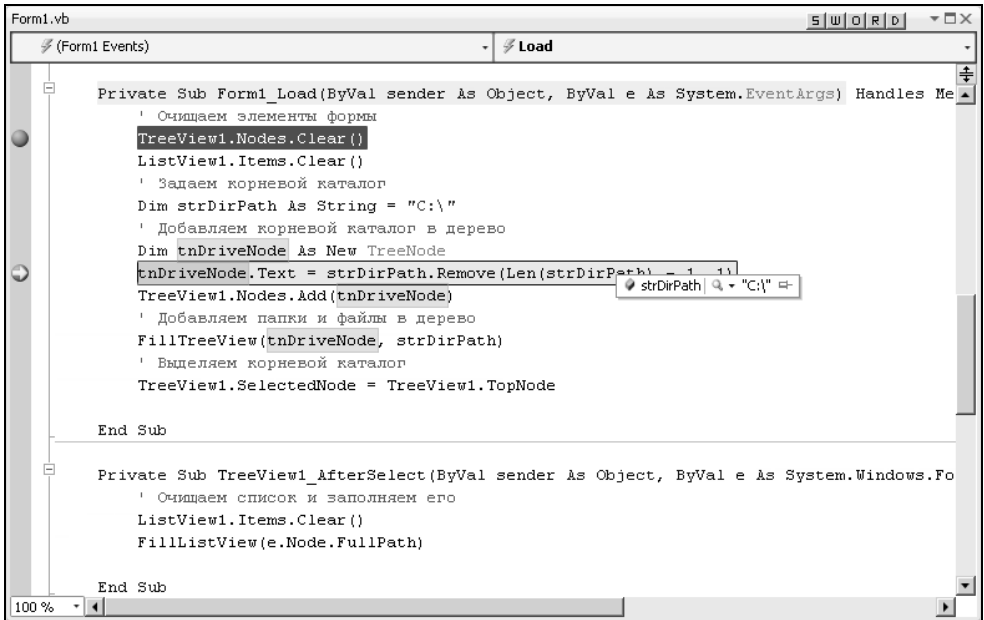 Form1.vb
S W O R D
(Form1 Events)
Load
Private Sub Form1_Load(ByVal sender As Object, ByVal e As System.EventArgs) Handles Me
' Очищаем элементы формы
TreeView1.Nodes.Clear()
ListView1.Items.Clear()
' Задаем корневой каталог
Dim strDirPath As String = "C:\"
' Добавляем корневой каталог в дерево
Dim tnDriveNode As New TreeNode
tnDriveNode.Text = strDirPath.Remove(Len(strDirPath) - 1, 1)
strDirPath "C:\"
TreeView1.Nodes.Add(tnDriveNode)
' Добавляем папки и файлы в дерево
FillTreeView(tnDriveNode, strDirPath)
' Выделяем корневой каталог
TreeView1.SelectedNode = TreeView1.TopNode
End Sub
Private Sub TreeView1_AfterSelect(ByVal sender As Object, ByVal e As System.Windows.Fo
' Очищаем список и заполняем его
ListView1.Items.Clear()
FillListView(e.Node.FullPath)
End Sub
100 %